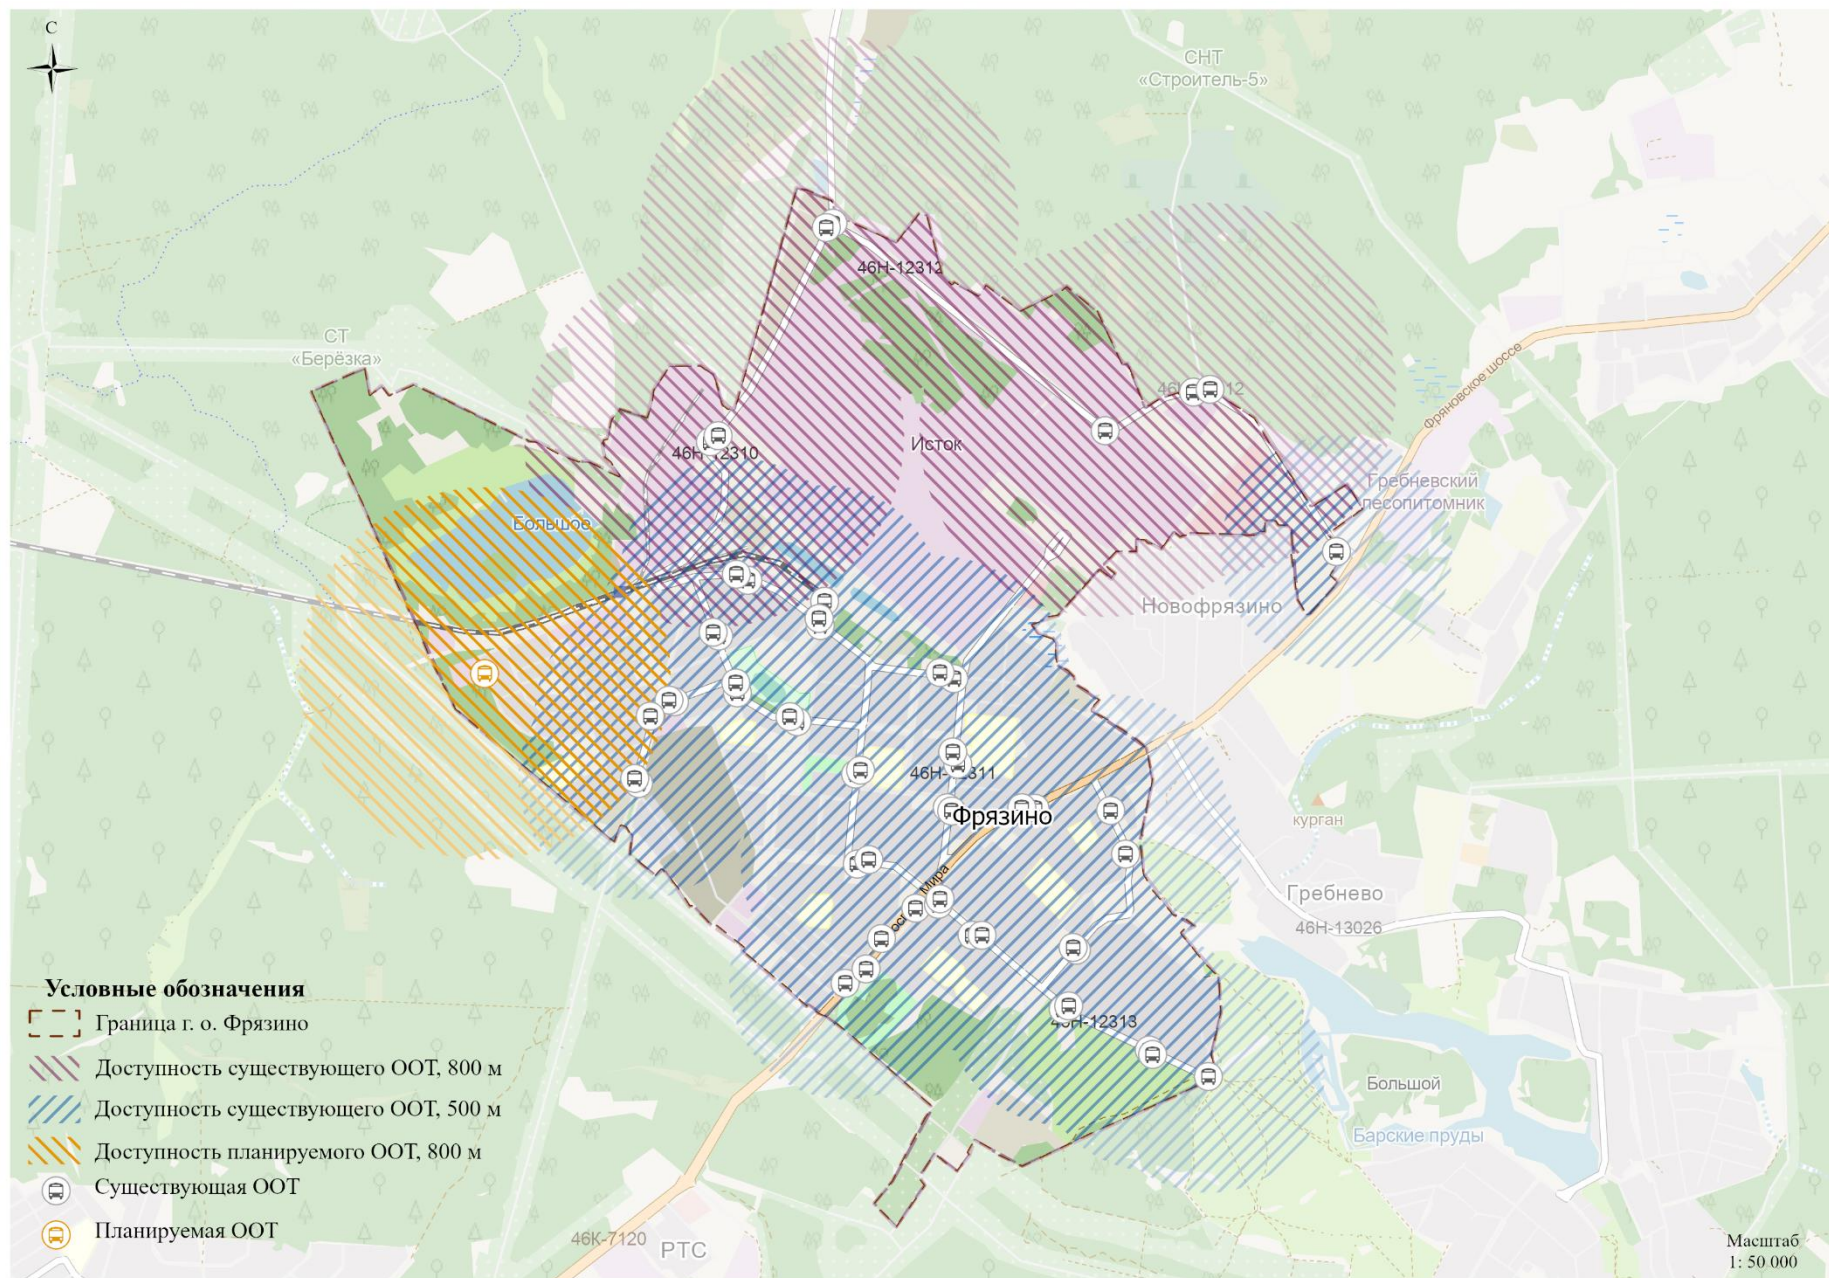 С
СНТ
«Строитель-5»
46Н-12312
СТ
«Берёзка»
Фряновское шоссе
46Н-12310
Исток
Гребневский
лесопитомник
Большое
Новофрязино
46Н-12311
Фрязино
курган
Мира
Гребнево
46Н-13026
46Н-12313
Большой
Барские пруды
46К-7120
РТС
Условные обозначения
Граница г. о. Фрязино
Доступность существующего ООТ, 800 м
Доступность существующего ООТ, 500 м
Доступность планируемого ООТ, 800 м
Существующая ООТ
Планируемая ООТ
Масштаб
1: 50 000